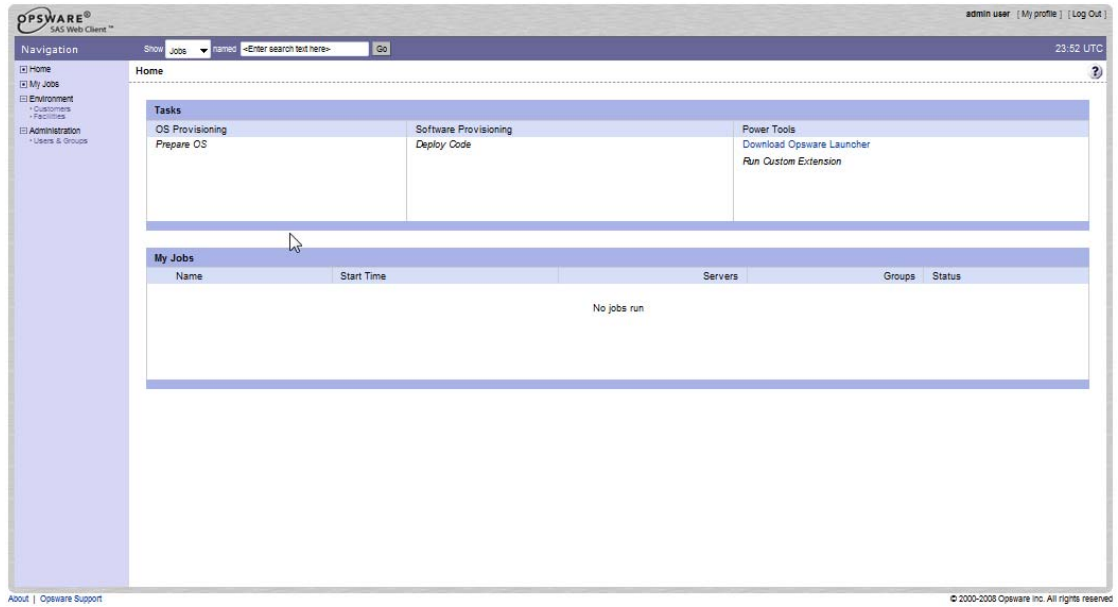 OPSWARE®
SAS Web Client™
admin user [ My profile ] [ Log Out ]
Navigation
Show Jobs named <Enter search text here> Go
23:52 UTC
Home
My Jobs
Environment
Customers
Facilities
Administration
Users & Groups
Home
Tasks
OS Provisioning Software Provisioning Power Tools
Prepare OS Deploy Code Download Opsware Launcher
Run Custom Extension
My Jobs
Name Start Time Servers Groups Status
No jobs run
About | Opsware Support
© 2000-2008 Opsware Inc. All rights reserved